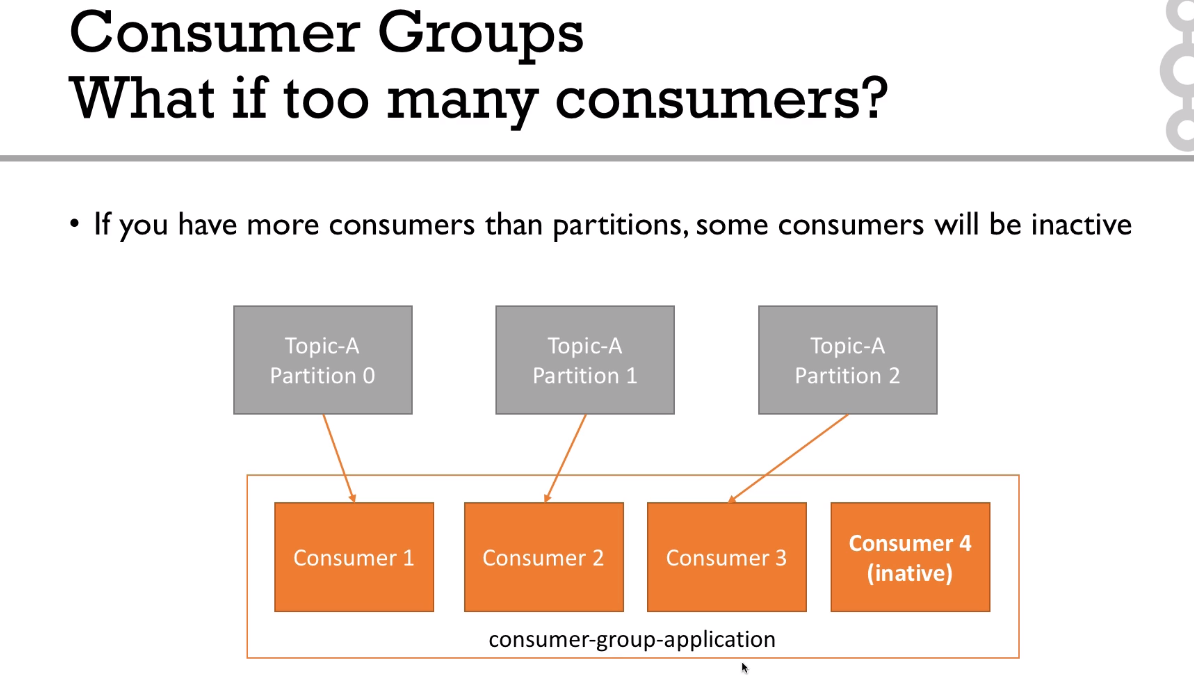 Consumer Groups
What if too many consumers?
• If you have more consumers than partitions, some consumers will be inactive
Topic-A
Partition 0
Topic-A
Partition 1
Topic-A
Partition 2
Consumer 1
Consumer 2
Consumer 3
Consumer 4
(inative)
consumer-group-application